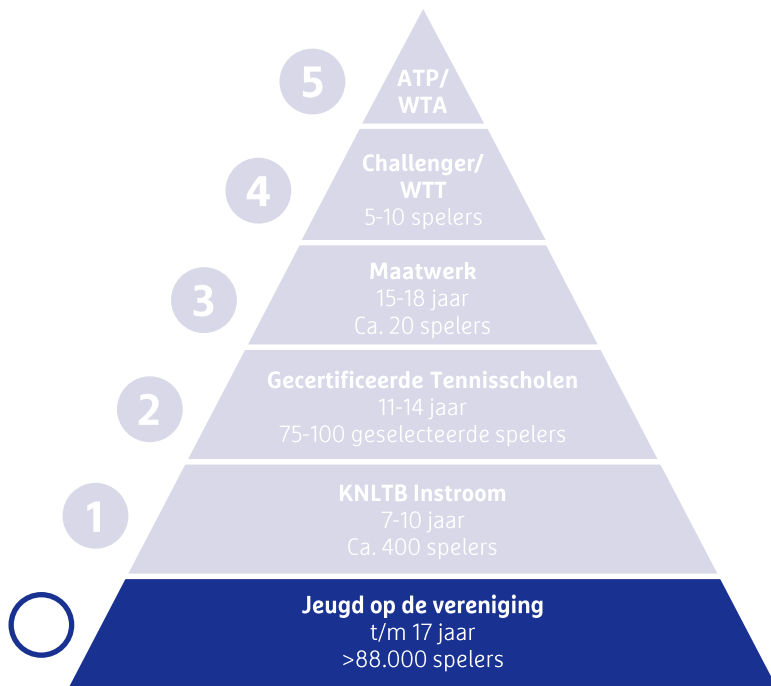 5
ATP/
WTA
4
Challenger/
WTT
5-10 spelers
3
Maatwerk
15-18 jaar
Ca. 20 spelers
2
Gecertificeerde Tennisscholen
11-14 jaar
75-100 geselecteerde spelers
1
KNLTB Instroom
7-10 jaar
Ca. 400 spelers
Jeugd op de vereniging
t/m 17 jaar
>88.000 spelers